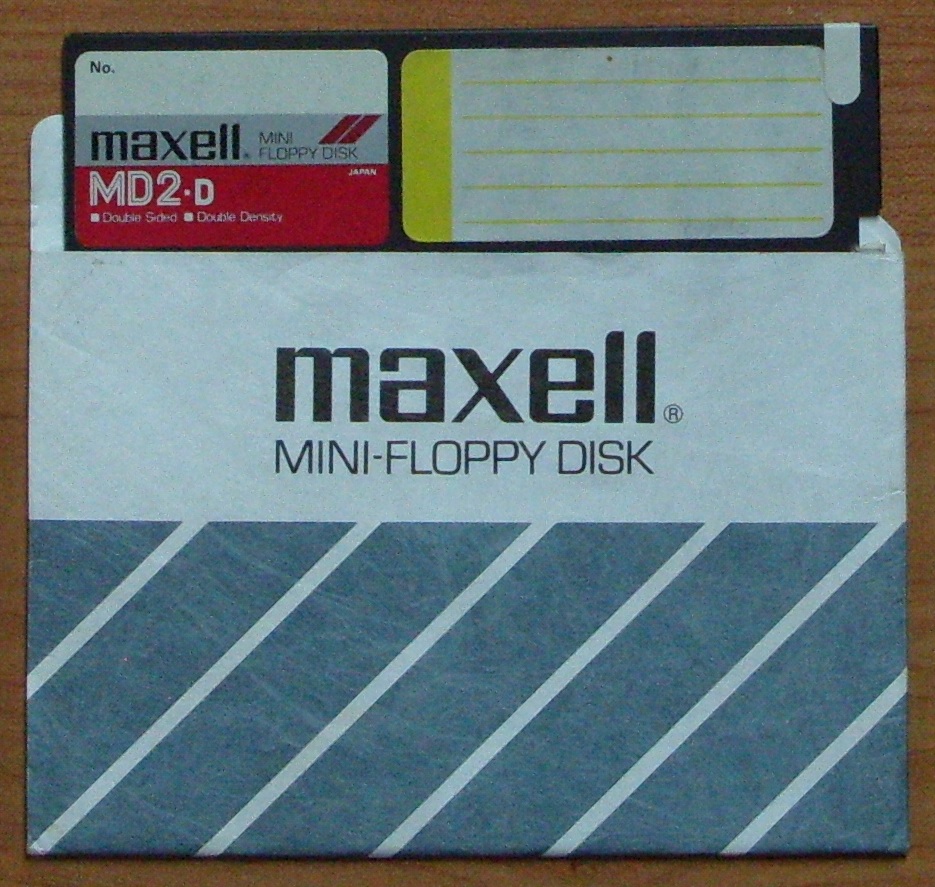 No.
maxell® MINI
FLOPPY DISK
JAPAN
MD2-D
Double Sided Double Density
maxell®
MINI-FLOPPY DISK